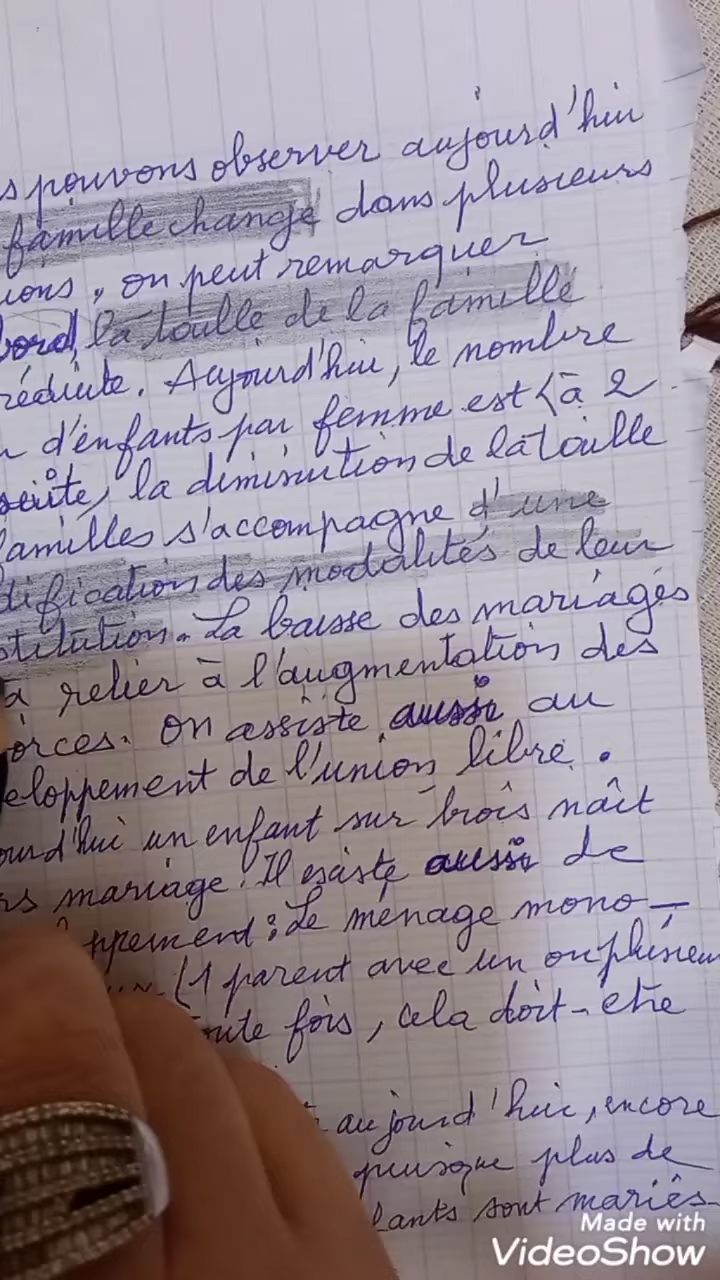 s pouvons observer aujourd'hui
famille change dans plusieurs
ions, on peut remarquer
bord, la taille de la famille
réduite. Aujourd'hui, le nombre
n d'enfants par femme est < à 2
suite, la diminution de la taille
familles s'accompagne d'une
dification des modalités de leur
stitution. La baisse des mariages
à relier à l'augmentation des
orces. On assiste aussi au
eloppement de l'union libre.
ourd'hui un enfant sur trois naît
rs mariage. Il existe aussi de
ppement : Le ménage mono-
(1 parent avec un ou plusieurs
oute fois, cela doit-être
aujourd'hui, encore
puisque plus de
lants sont mariés
Made with
VideoShow